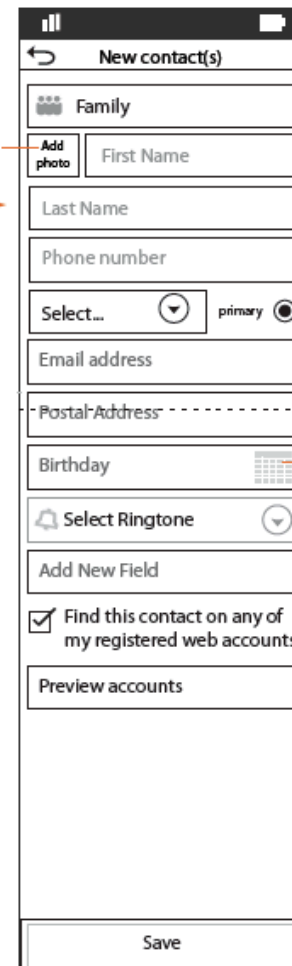 New contact(s)
Family
Add
photo
First Name
Last Name
Phone number
Select...
primary
Email address
Postal Address
Birthday
Select Ringtone
Add New Field
Find this contact on any of
my registered web accounts
Preview accounts
Save